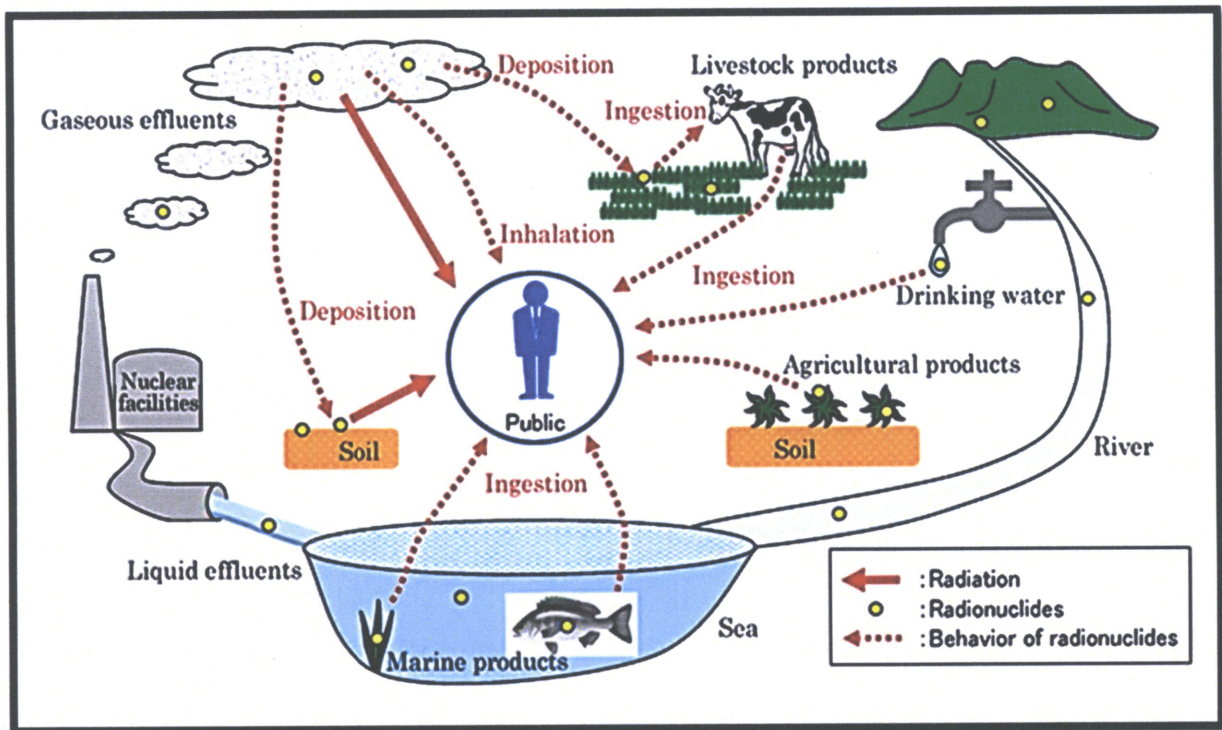 Deposition
Livestock products
Ingestion
Gaseous effluents
Inhalation
Ingestion
Drinking water
Deposition
Agricultural products
Nuclear
facilities
Public
Soil
Soil
River
Ingestion
Liquid effluents
Sea
Marine products
:Radiation
:Radionuclides
:Behavior of radionuclides